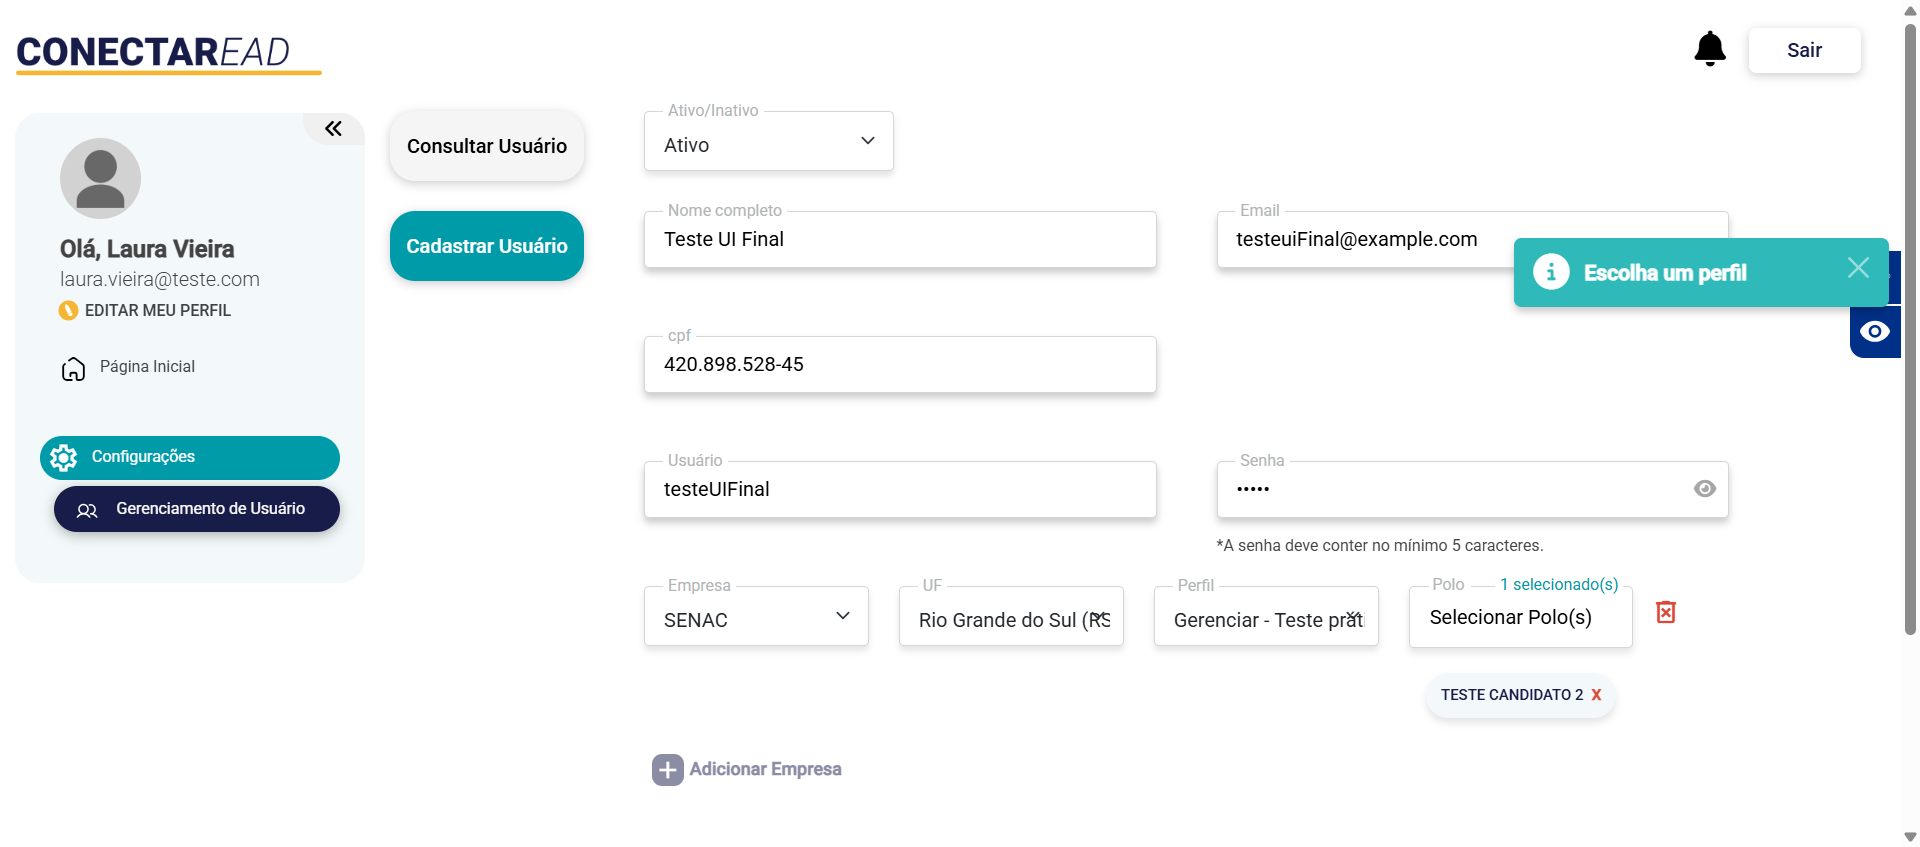 CONECTAREAD
Sair
Olá, Laura Vieira
laura.vieira@teste.com
EDITAR MEU PERFIL
Página Inicial
Configurações
Gerenciamento de Usuário
Consultar Usuário
Cadastrar Usuário
Ativo/Inativo
Ativo
Nome completo
Teste UI Final
Email
testeuiFinal@example.com
Escolha um perfil
cpf
420.898.528-45
Usuário
testeUIFinal
Senha
•••••
*A senha deve conter no mínimo 5 caracteres.
Empresa
SENAC
UF
Rio Grande do Sul (RS
Perfil
Gerenciar - Teste prát
Polo
1 selecionado(s)
Selecionar Polo(s)
TESTE CANDIDATO 2 X
Adicionar Empresa